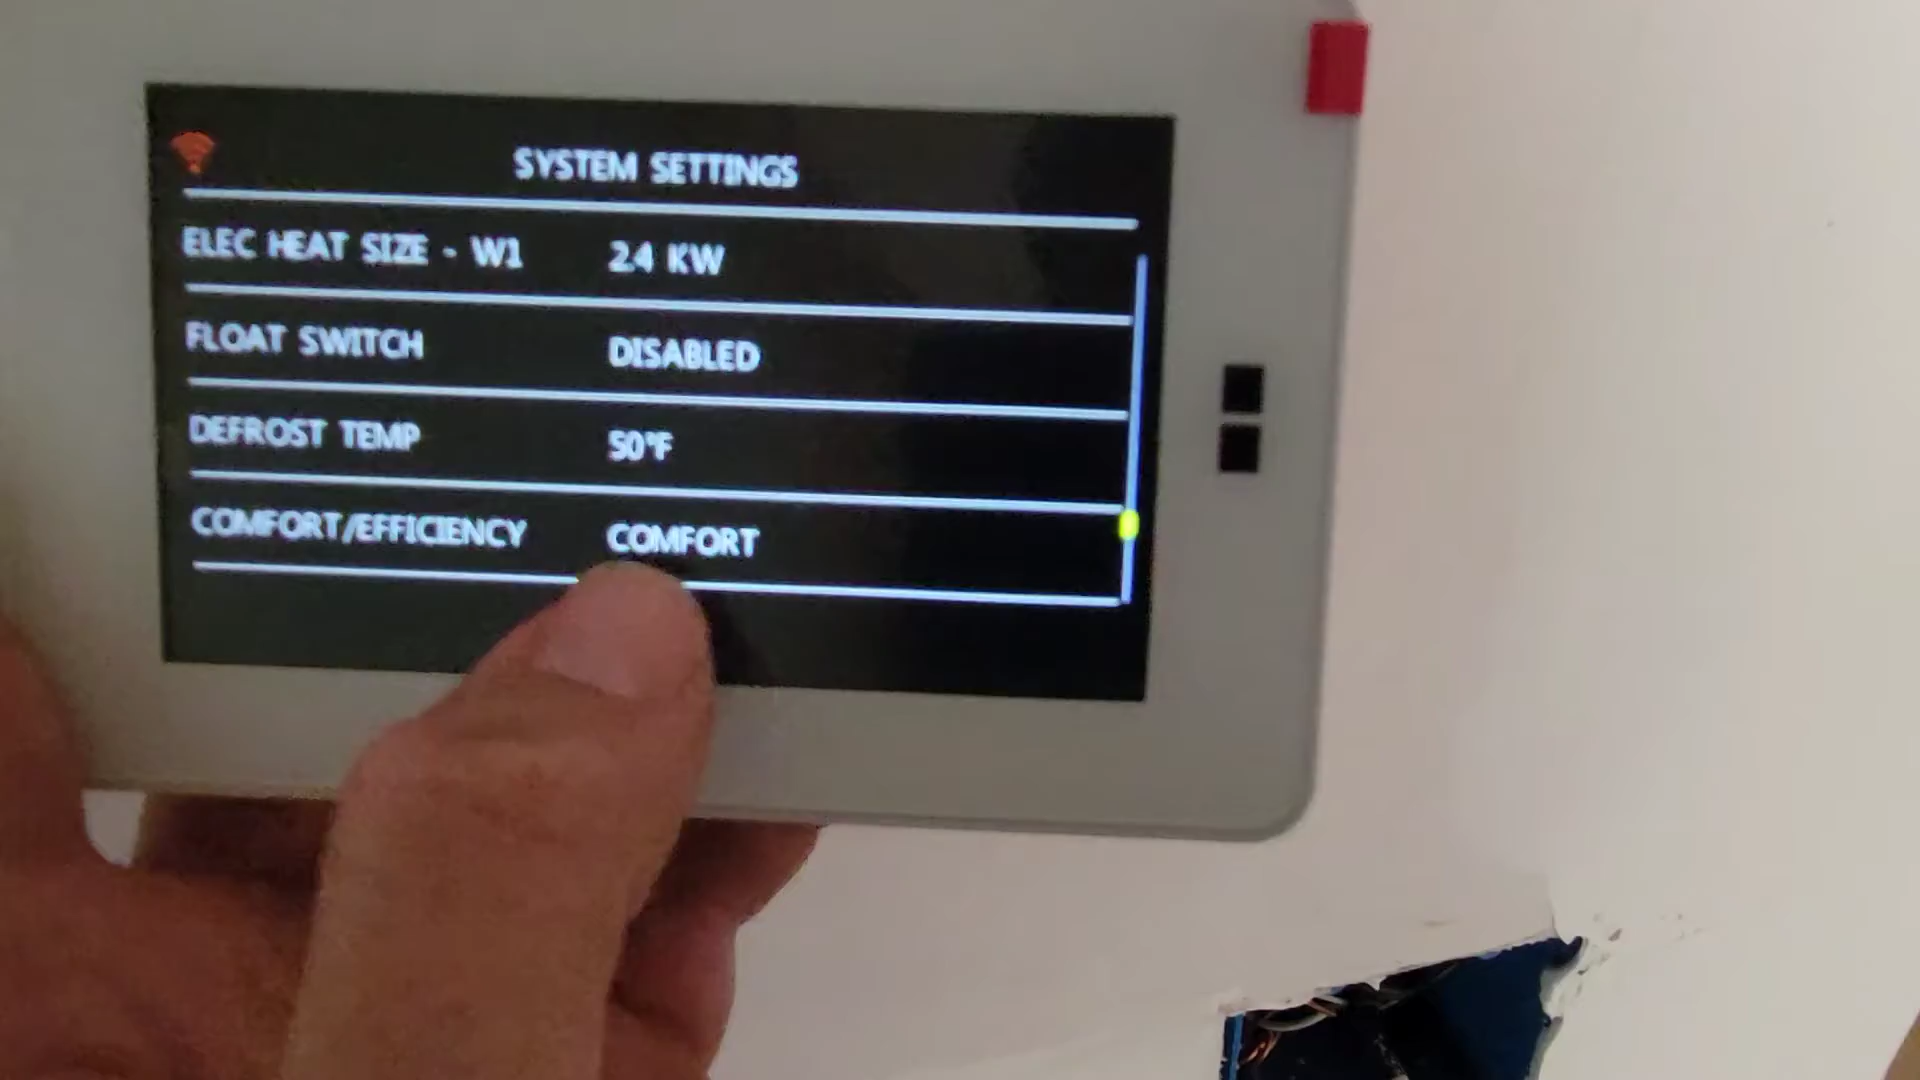 SYSTEM SETTINGS
ELEC HEAT SIZE - W1 2.4 KW
FLOAT SWITCH DISABLED
DEFROST TEMP 50°F
COMFORT/EFFICIENCY COMFORT